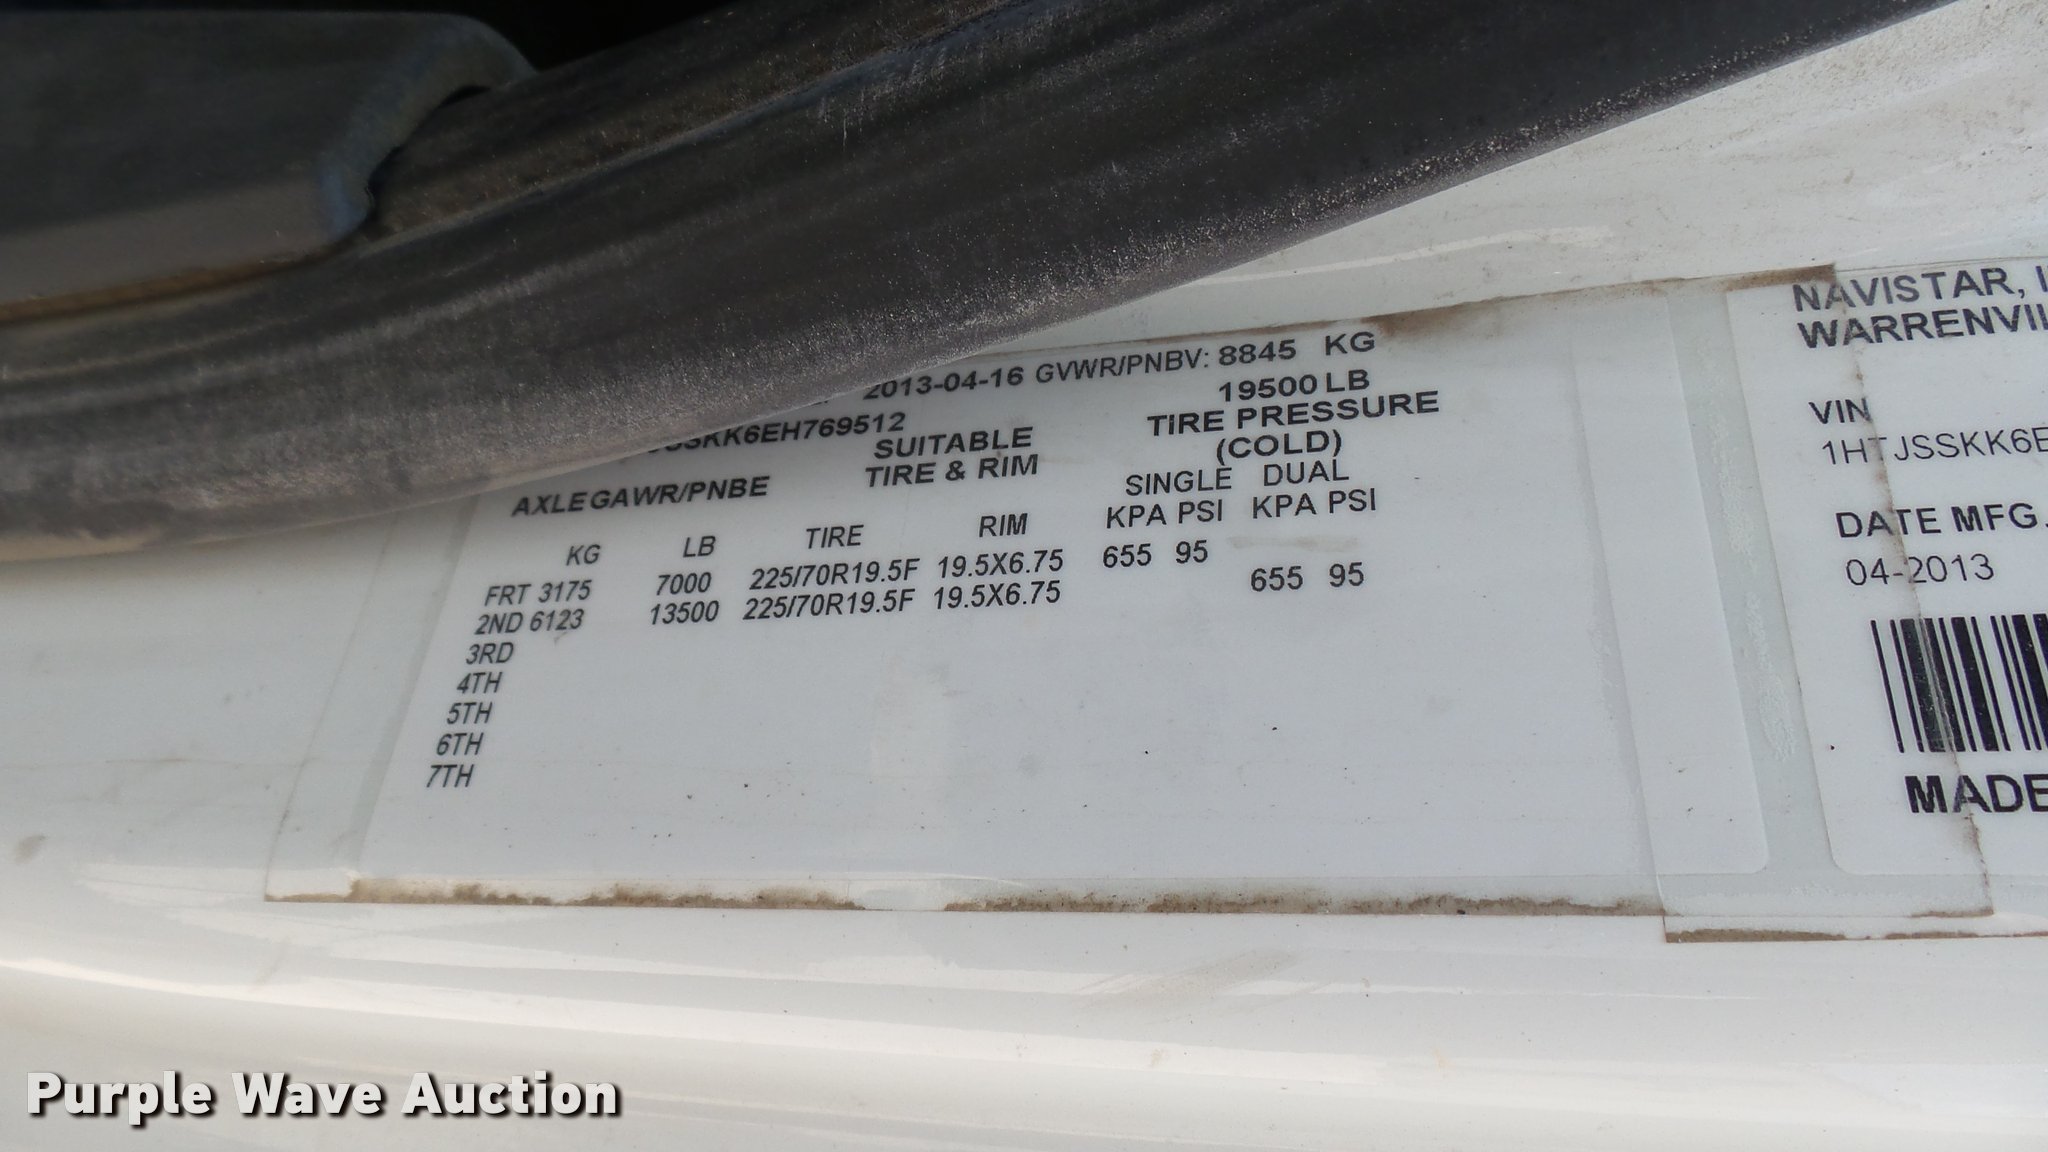 2013-04-16 GVWR/PNBV: 8845 KG
19500 LB
SSKK6EH769512
SUITABLE TIRE PRESSURE
AXLE GAWR/PNBE TIRE & RIM (COLD)
SINGLE DUAL
KG LB TIRE RIM KPA PSI KPA PSI
FRT 3175 7000 225/70R19.5F 19.5X6.75 655 95
2ND 6123 13500 225/70R19.5F 19.5X6.75 655 95
3RD
4TH
5TH
6TH
7TH
NAVISTAR,
WARRENVIL
VIN
1HTJSSKK6E
DATE MFG.
04-2013
MADE
Purple Wave Auction